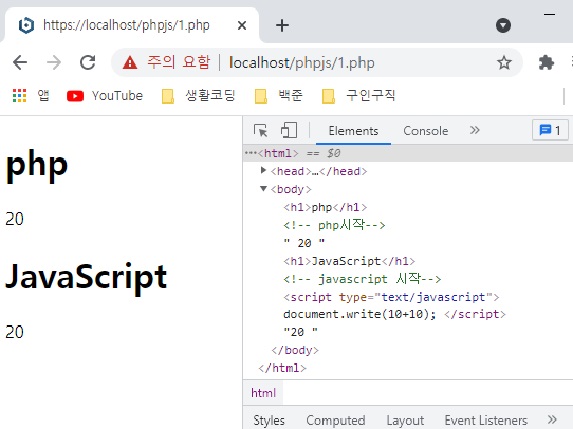 https://localhost/phpjs/1.php
주의 요함 localhost/phpjs/1.php
앱 YouTube 생활코딩 백준 구인구직
php
20
JavaScript
20
Elements Console » 1
⋯<html> == $0
<head>…</head>
<body>
<h1>php</h1>
<!-- php시작-->
" 20 "
<h1>JavaScript</h1>
<!-- javascript 시작-->
<script type="text/javascript">
document.write(10+10); </script>
"20 "
</body>
</html>
html
Styles Computed Layout Event Listeners »